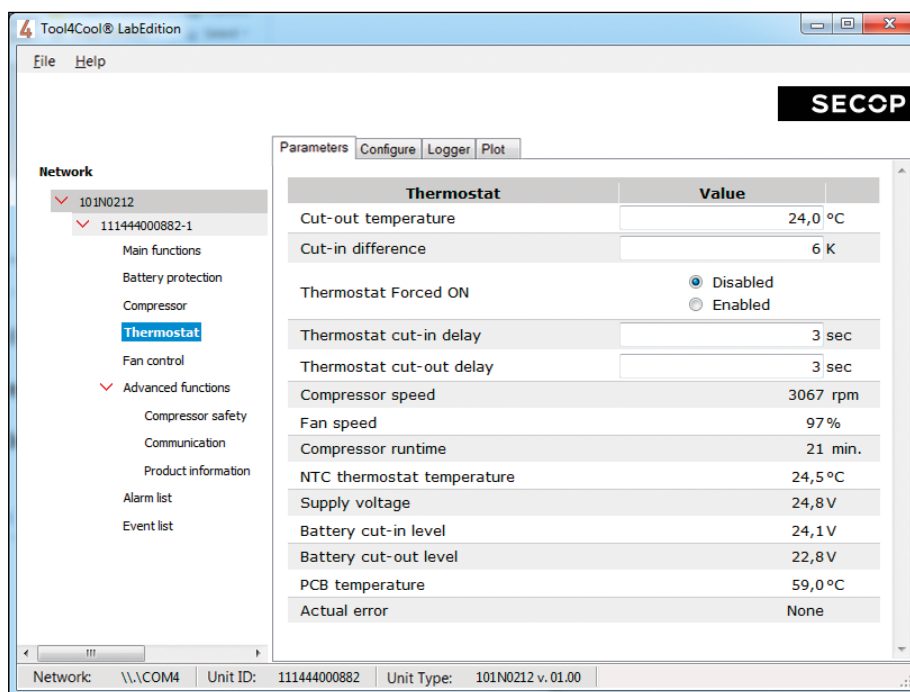 Tool4Cool® LabEdition
File Help
SECOP
Parameters Configure Logger Plot
Network
101N0212
111444000882-1
Main functions
Battery protection
Compressor
Thermostat
Fan control
Advanced functions
Compressor safety
Communication
Product information
Alarm list
Event list
Thermostat Value
Cut-out temperature 24,0 °C
Cut-in difference 6 K
Thermostat Forced ON Disabled
Enabled
Thermostat cut-in delay 3 sec
Thermostat cut-out delay 3 sec
Compressor speed 3067 rpm
Fan speed 97%
Compressor runtime 21 min.
NTC thermostat temperature 24,5°C
Supply voltage 24,8V
Battery cut-in level 24,1V
Battery cut-out level 22,8V
PCB temperature 59,0°C
Actual error None
Network: \\.\COM4 Unit ID: 111444000882 Unit Type: 101N0212 v. 01.00